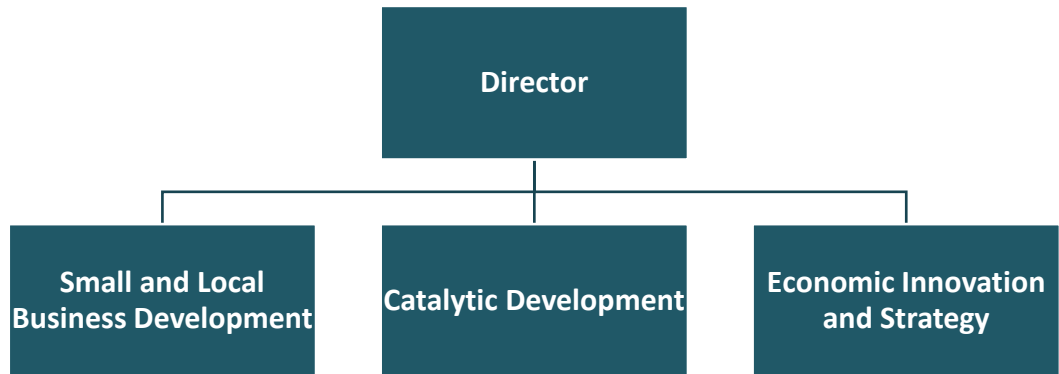 Director
Small and Local
Business Development
Catalytic Development
Economic Innovation
and Strategy